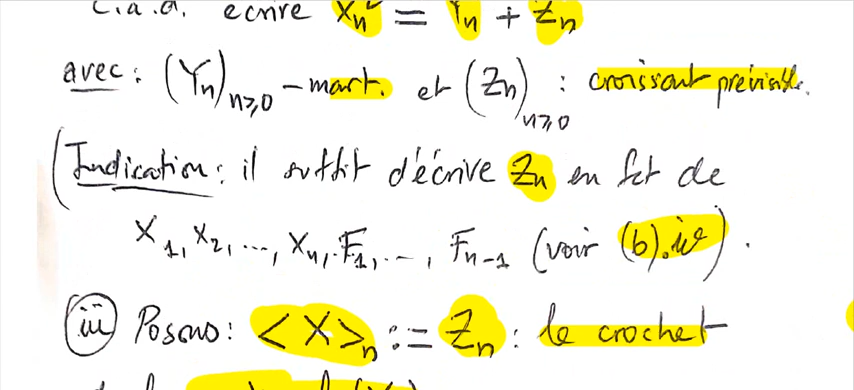 C.à.d. écrire Xn² = Yn + Zn
avec : (Yn)n≥0 - mart. et (Zn)n≥0 : croissant prévisible.
(Indication : il suffit d'écrire Zn en fct de
X1, X2, ..., Xn, F1, ..., Fn-1 (voir (b).iv).
(iii) Posons : <X>n := Zn : le crochet